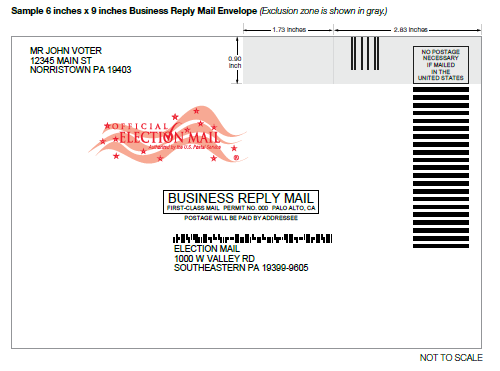 Sample 6 inches x 9 inches Business Reply Mail Envelope (Exclusion zone is shown in gray.)
1.73 inches
2.83 inches
MR JOHN VOTER
12345 MAIN ST
NORRISTOWN PA 19403
0.90
inch
NO POSTAGE
NECESSARY
IF MAILED
IN THE
UNITED STATES
OFFICIAL
ELECTION MAIL
Authorized by the U.S. Postal Service
®
BUSINESS REPLY MAIL
FIRST-CLASS MAIL PERMIT NO. 000 PALO ALTO, CA
POSTAGE WILL BE PAID BY ADDRESSEE
ELECTION MAIL
1000 W VALLEY RD
SOUTHEASTERN PA 19399-9605
NOT TO SCALE